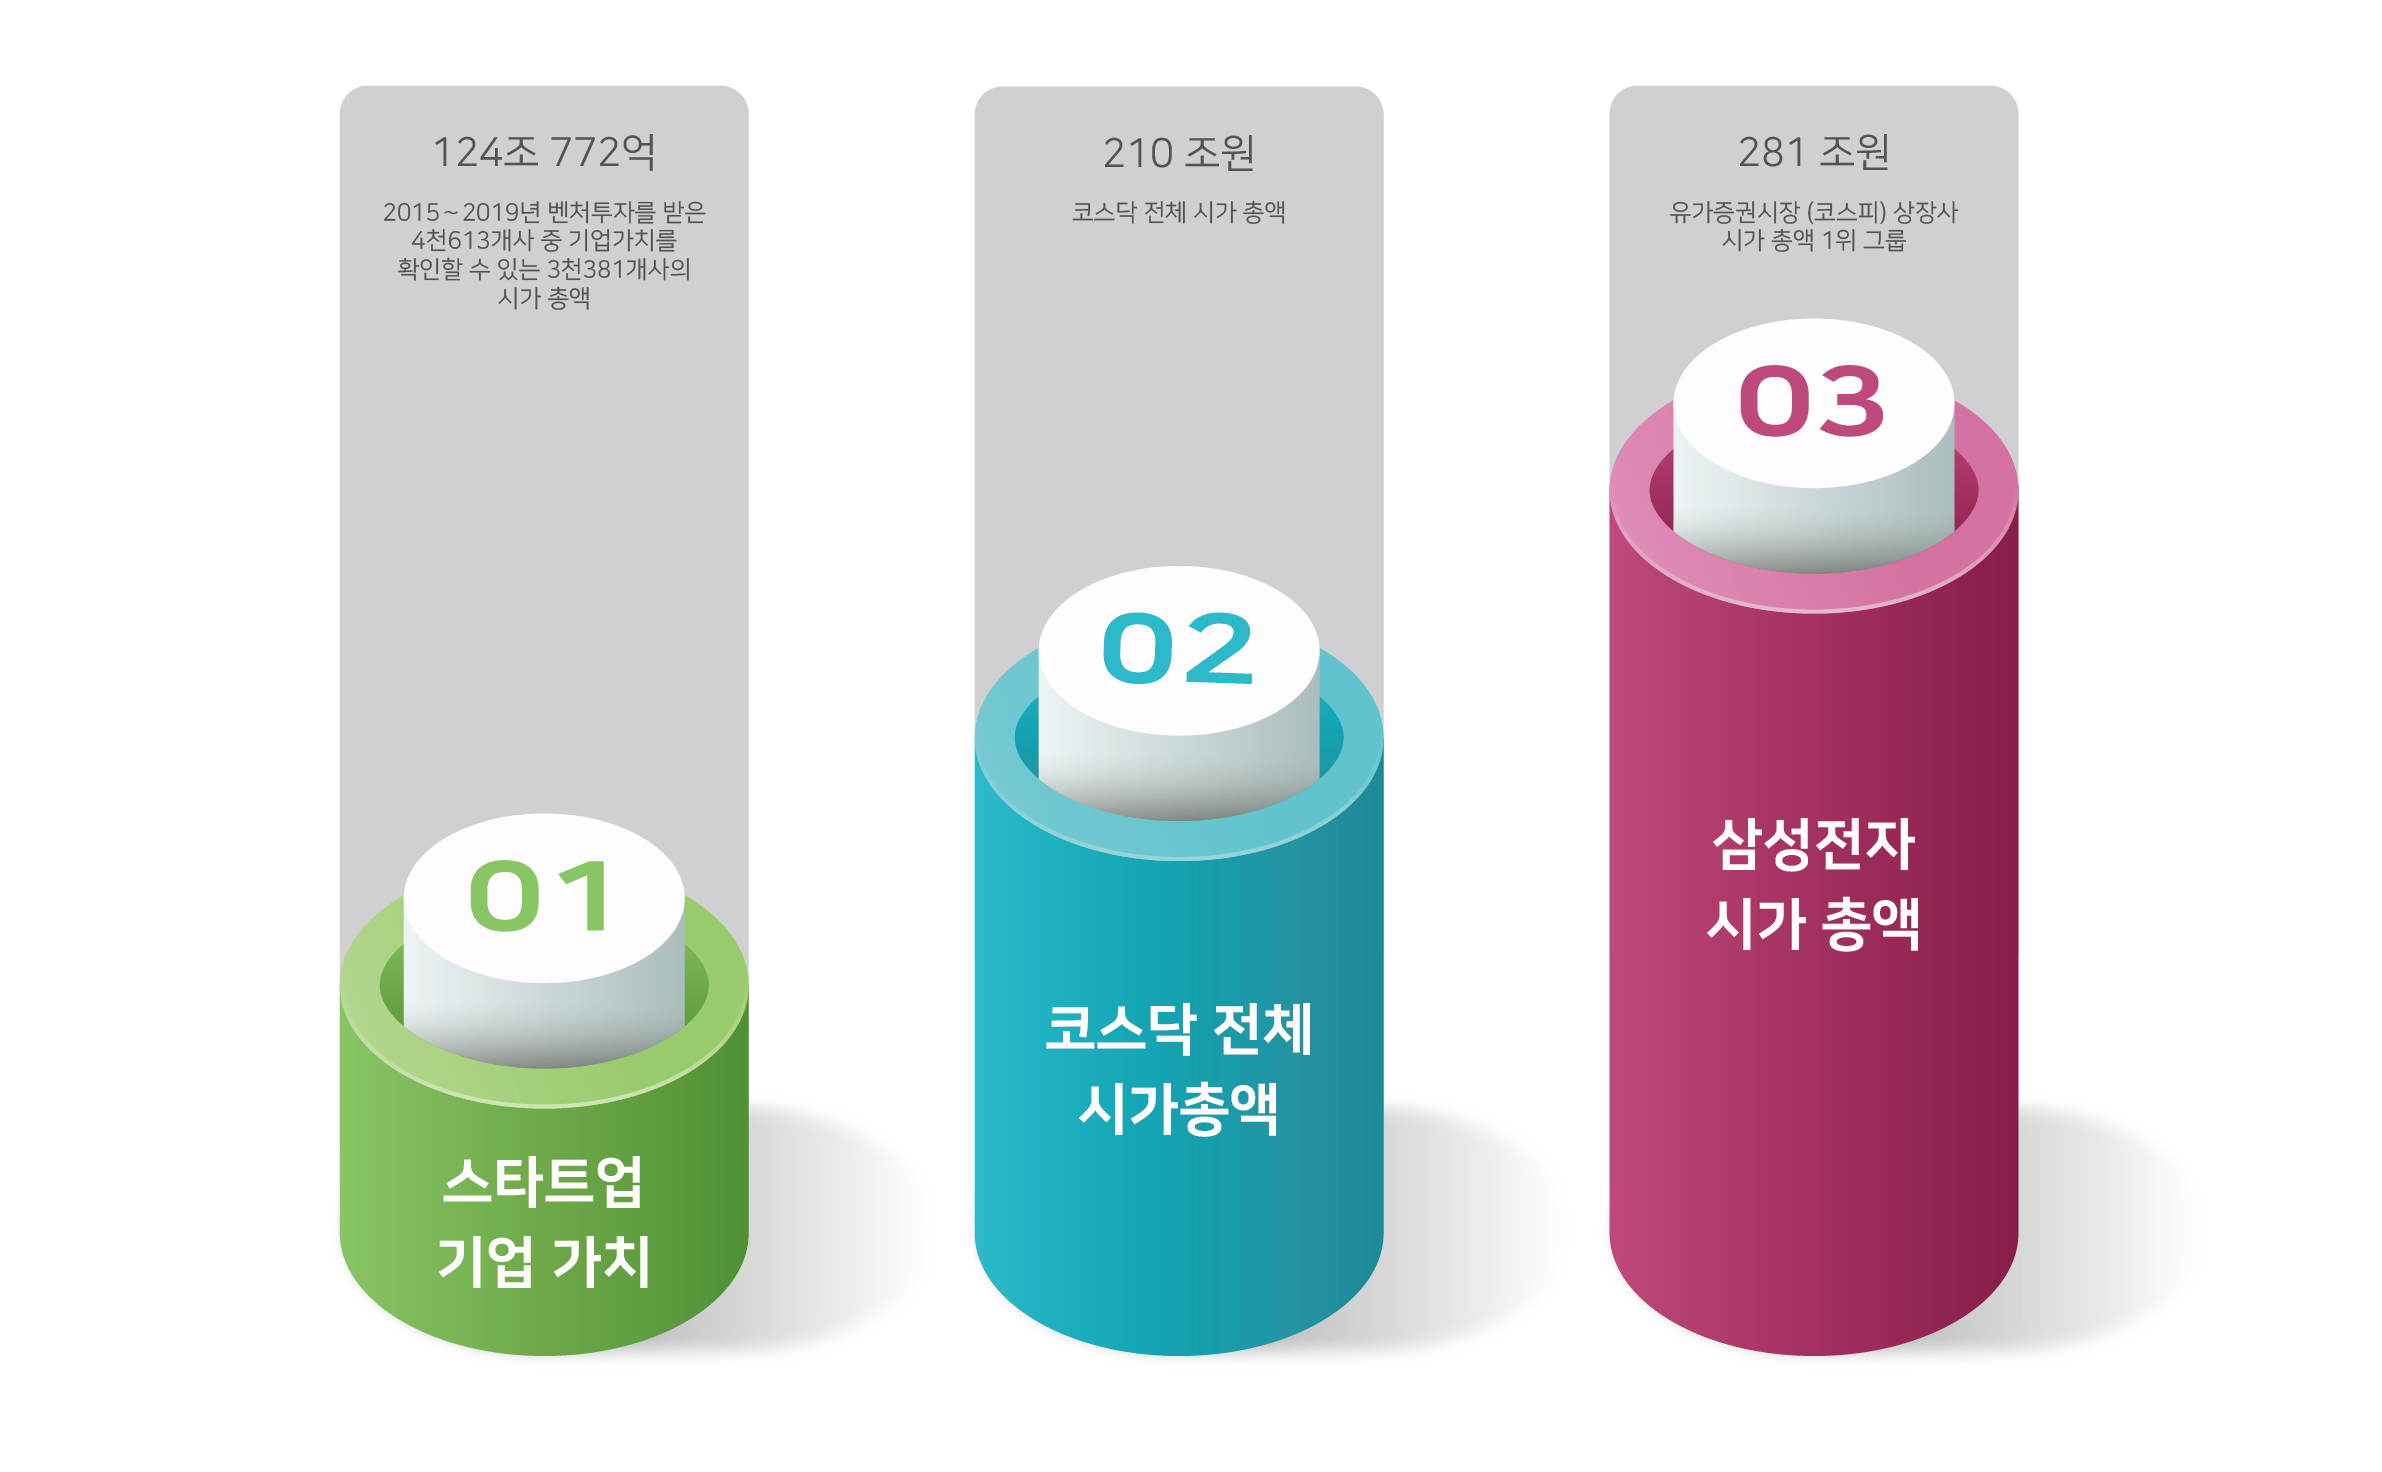 124조 772억
2015~2019년 벤처투자를 받은
4천613개사 중 기업가치를
확인할 수 있는 3천381개사의
시가 총액
01
스타트업
기업 가치
210 조원
코스닥 전체 시가 총액
02
코스닥 전체
시가총액
281 조원
유가증권시장 (코스피) 상장사
시가 총액 1위 그룹
03
삼성전자
시가 총액